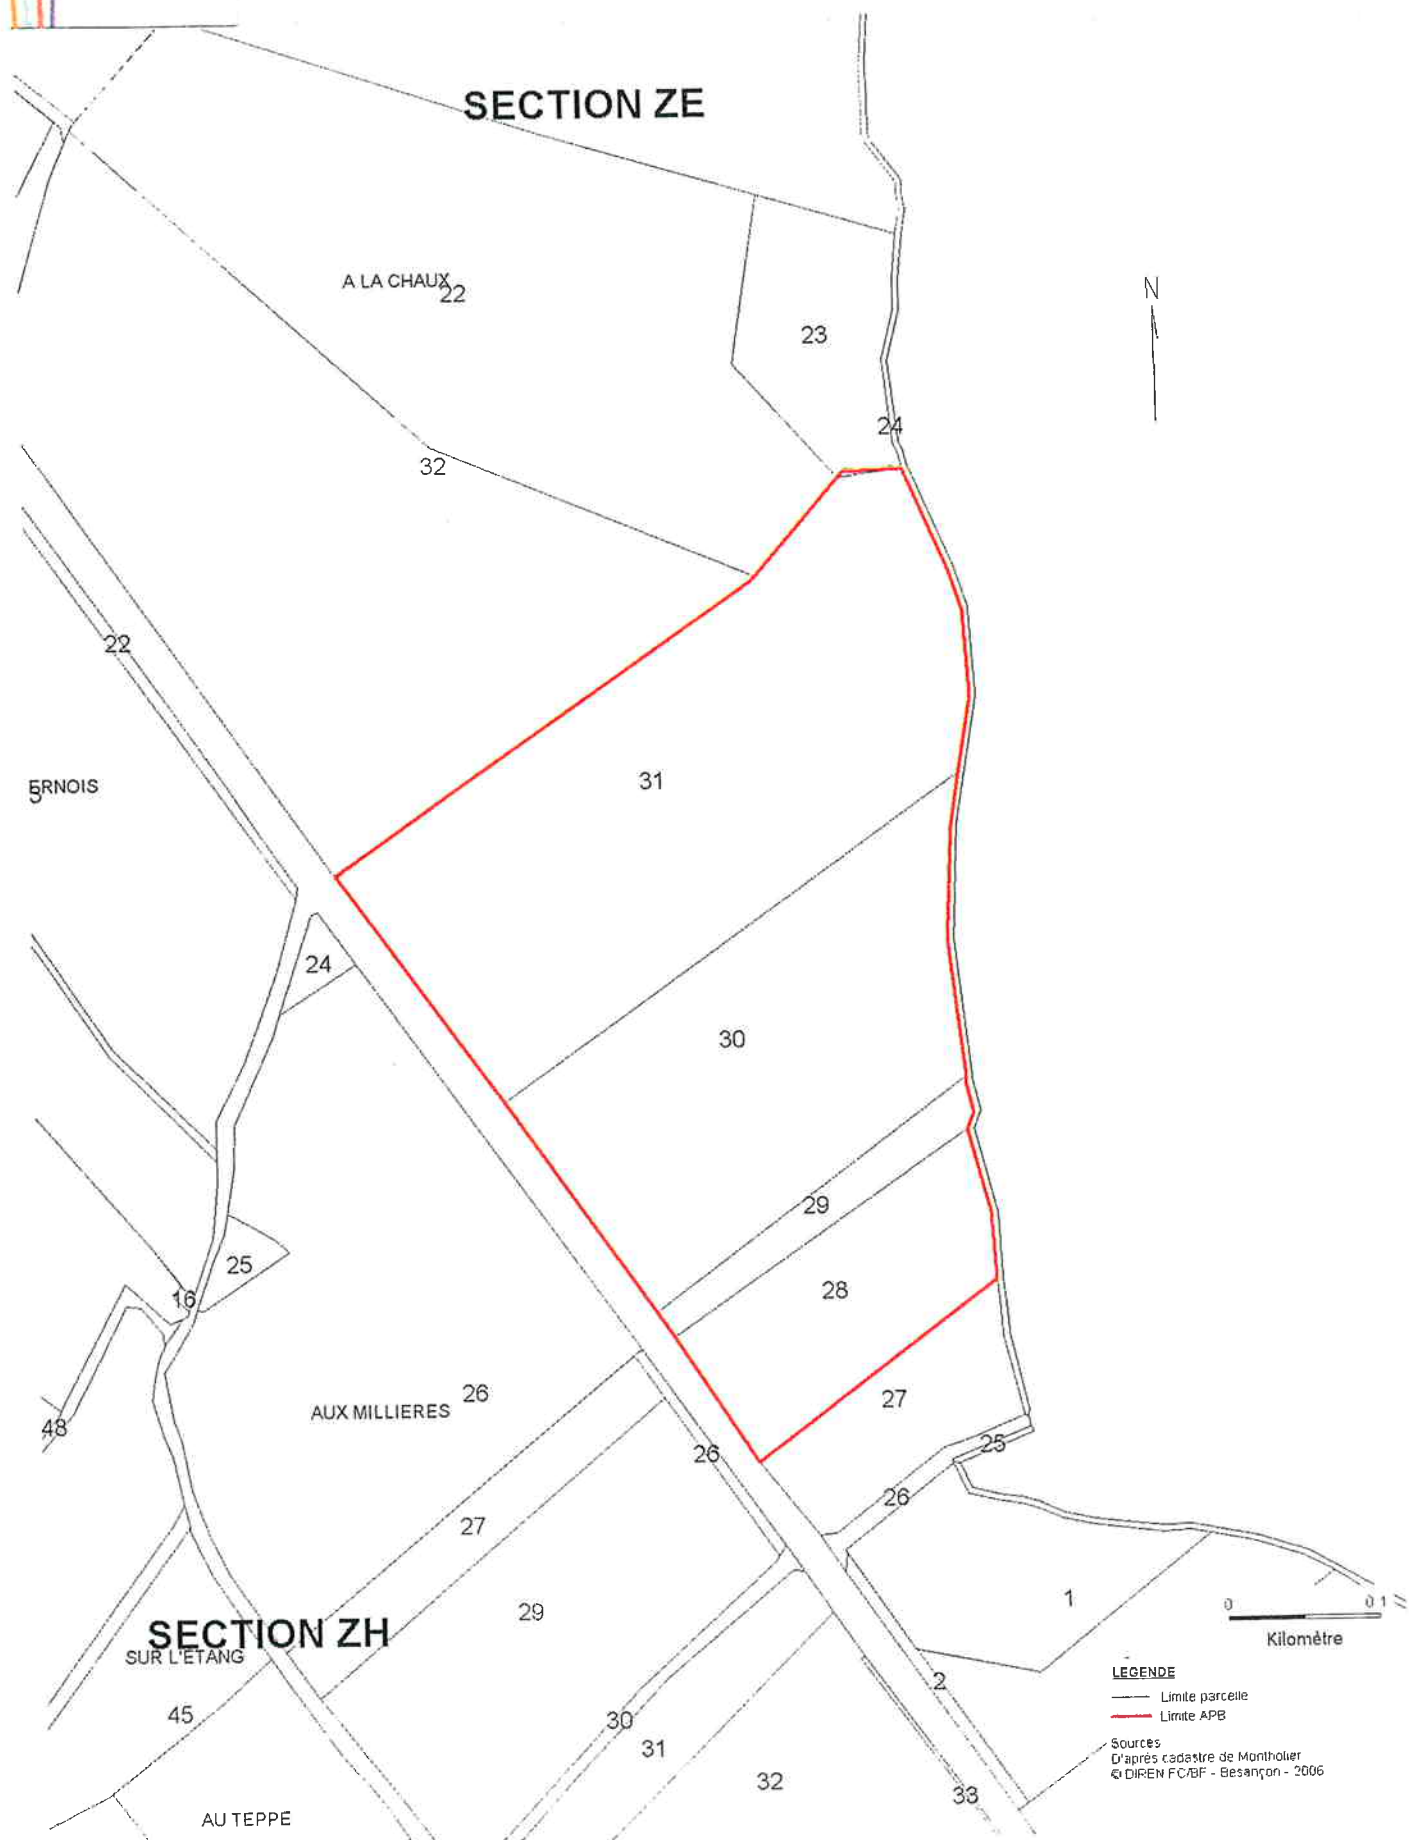 SECTION ZE
A LA CHAUX
22
23
N
24
32
22
31
ERNOIS
5
24
30
29
25
28
16
26
27
AUX MILLIERES
48
26
25
26
27
1
0
0 1
29
Kilomètre
SECTION ZH
SUR L'ETANG
LEGENDE
2
Limite parcelle
45
30
Limite APB
31
Sources
D'après cadastre de Montholier
© DIREN FC/BF - Besançon - 2006
32
33
AU TEPPE